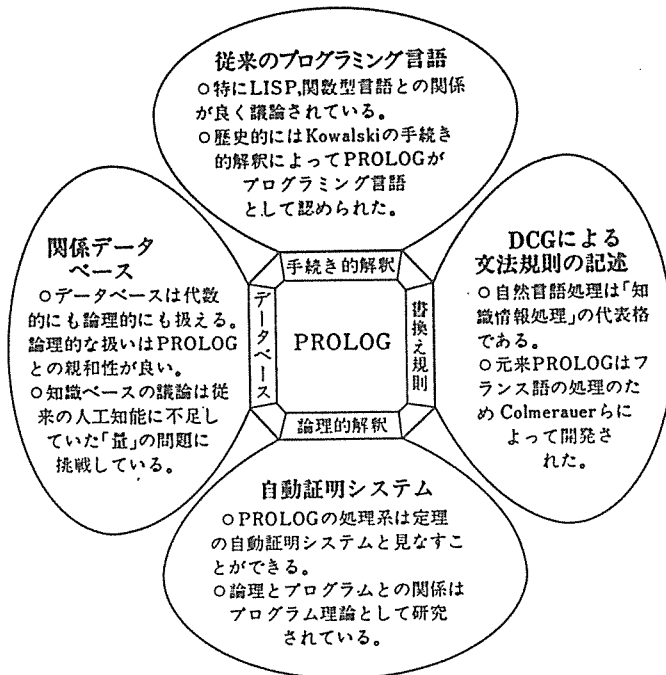 従来のプログラミング言語
○特にLISP,関数型言語との関係
が良く議論されている。
○歴史的にはKowalskiの手続き
的解釈によってPROLOGが
プログラミング言語
として認められた。
関係データ
ベース
○データベースは代数
的にも論理的にも扱える。
論理的な扱いはPROLOG
との親和性が良い。
○知識ベースの議論は従
来の人工知能に不足し
ていた「量」の問題に
挑戦している。
手続き的解釈
データベース
PROLOG
書換え規則
論理的解釈
DCGによる
文法規則の記述
○自然言語処理は「知
識情報処理」の代表格
である。
○元来PROLOGはフ
ランス語の処理のた
めColmerauerらに
よって開発さ
れた。
自動証明システム
○PROLOGの処理系は定理
の自動証明システムと見なすこ
とができる。
○論理とプログラムとの関係は
プログラム理論として研究
されている。